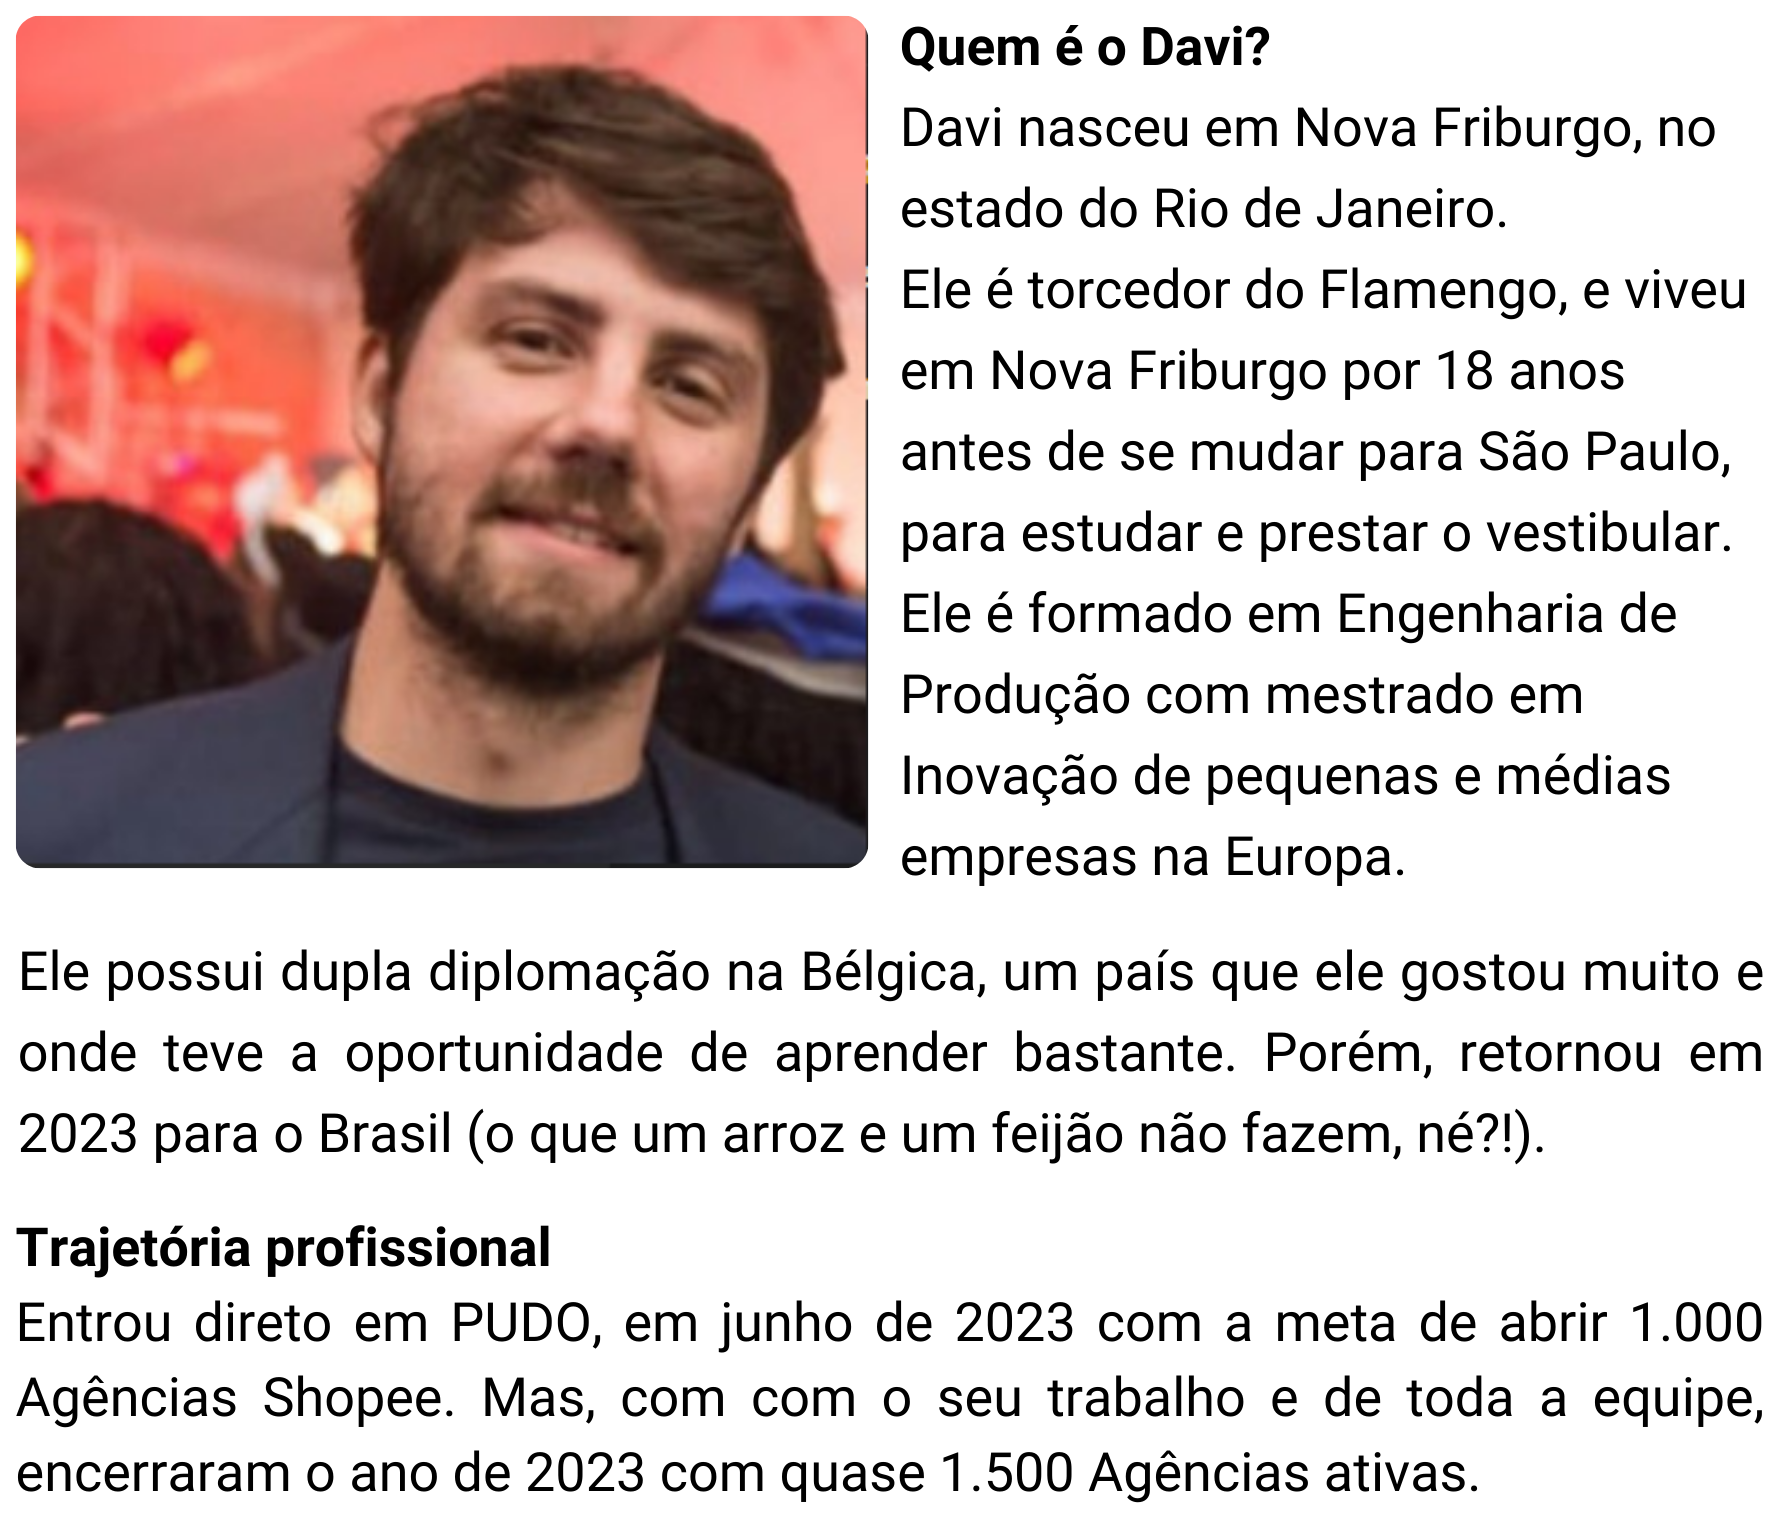 Quem é o Davi?
Davi nasceu em Nova Friburgo, no
estado do Rio de Janeiro.
Ele é torcedor do Flamengo, e viveu
em Nova Friburgo por 18 anos
antes de se mudar para São Paulo,
para estudar e prestar o vestibular.
Ele é formado em Engenharia de
Produção com mestrado em
Inovação de pequenas e médias
empresas na Europa.
Ele possui dupla diplomação na Bélgica, um país que ele gostou muito e
onde teve a oportunidade de aprender bastante. Porém, retornou em
2023 para o Brasil (o que um arroz e um feijão não fazem, né?!).
Trajetória profissional
Entrou direto em PUDO, em junho de 2023 com a meta de abrir 1.000
Agências Shopee. Mas, com com o seu trabalho e de toda a equipe,
encerraram o ano de 2023 com quase 1.500 Agências ativas.